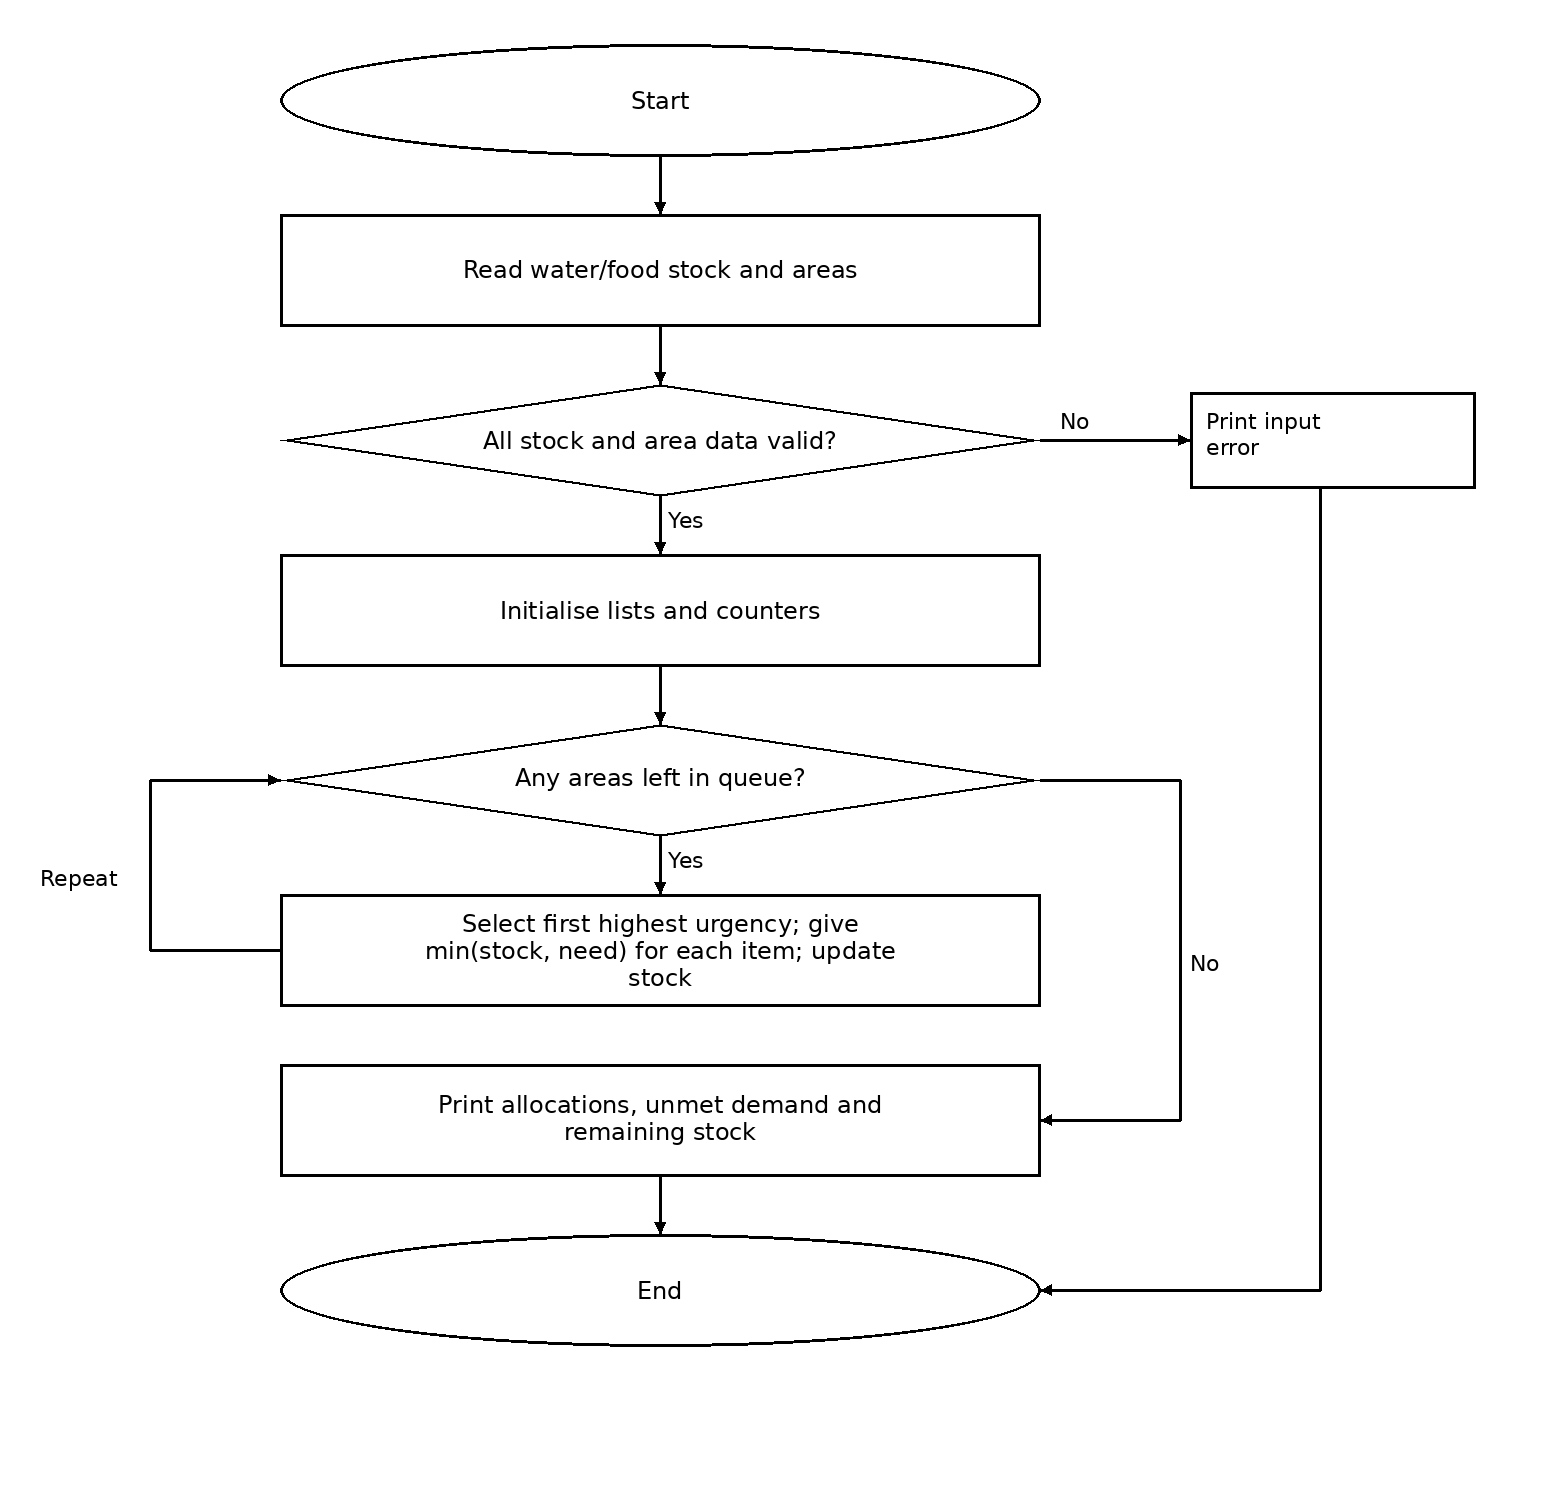 Start
Read water/food stock and areas
All stock and area data valid?
No
Print input
error
Yes
Initialise lists and counters
Any areas left in queue?
Yes
Repeat
Select first highest urgency; give
min(stock, need) for each item; update
stock
No
Print allocations, unmet demand and
remaining stock
End